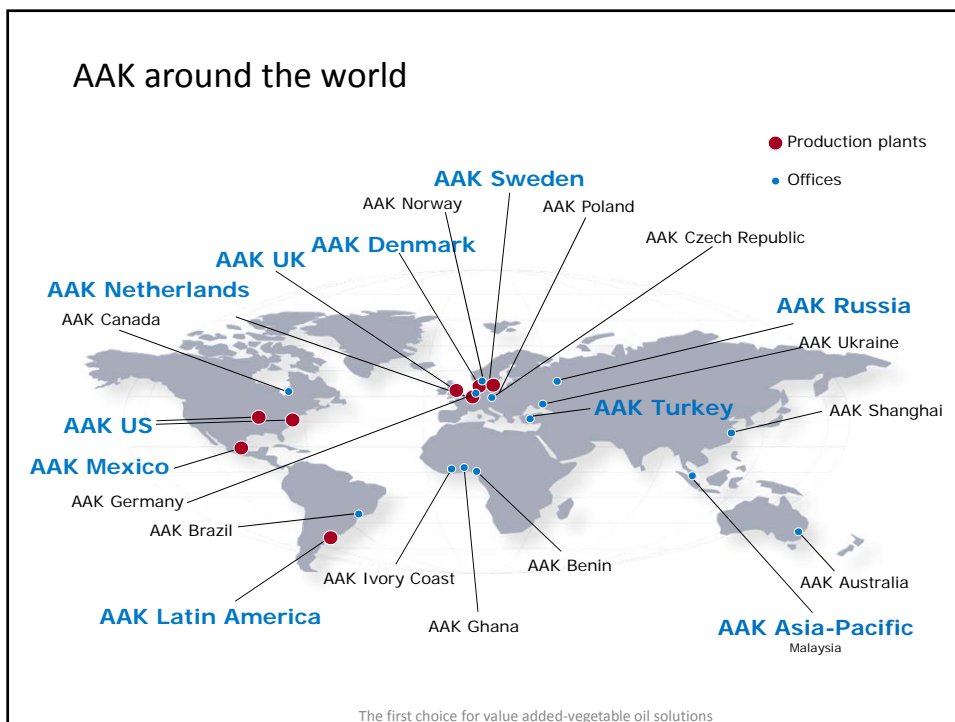 AAK around the world
Production plants
Offices
AAK Sweden
AAK Norway
AAK Poland
AAK Denmark
AAK Czech Republic
AAK UK
AAK Netherlands
AAK Canada
AAK Russia
AAK Ukraine
AAK US
AAK Turkey
AAK Shanghai
AAK Mexico
AAK Germany
AAK Brazil
AAK Ivory Coast
AAK Benin
AAK Australia
AAK Latin America
AAK Ghana
AAK Asia-Pacific
Malaysia
The first choice for value added-vegetable oil solutions